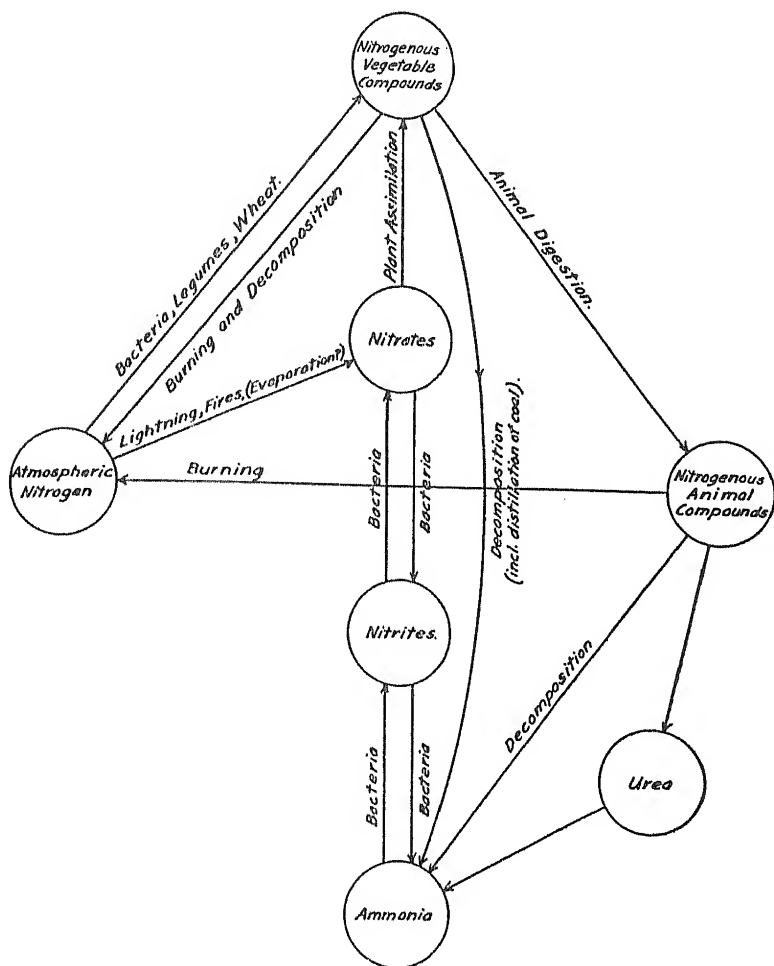 Nitrogenous
Vegetable
Compounds
Bacteria, Lagumes, Wheat.
Burning and Decomposition
Plant Assimilation
Animal Digestion.
Nitrates
Lightning, Fires, (Evaporation?)
Atmospheric
Nitrogen
Burning
Bacteria
Bacteria
Decomposition
(incl. distillation of coal).
Nitrogenous
Animal
Compounds
Nitrites.
Decomposition
Bacteria
Bacteria
Urea
Ammonia